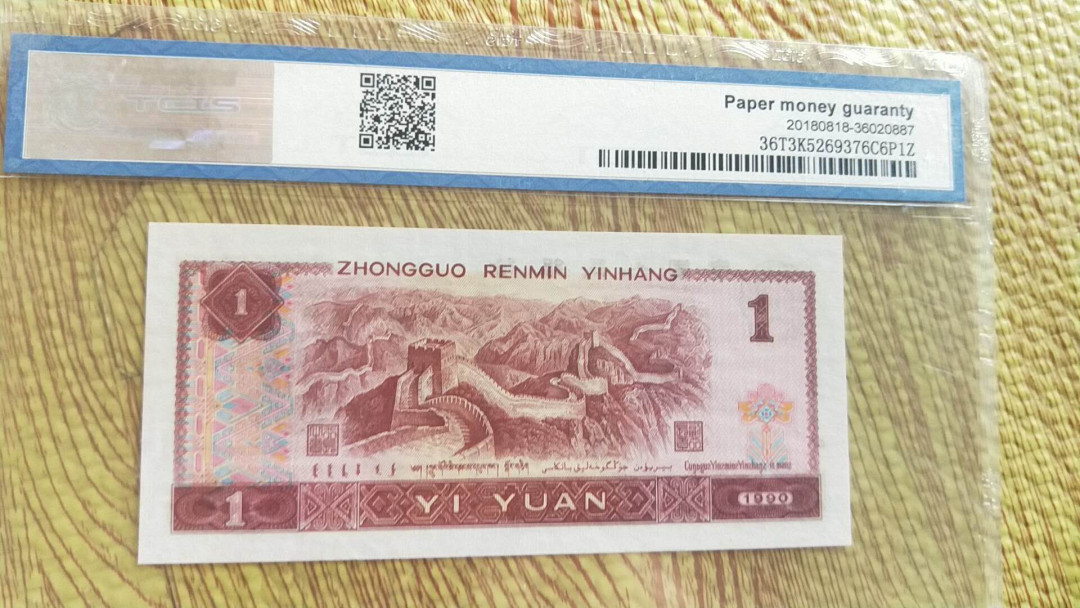 Paper money guaranty
20180818-36020887
36T3K5269376C6P1Z
ZHONGGUO RENMIN YINHANG
1
1
1 YI YUAN 1990